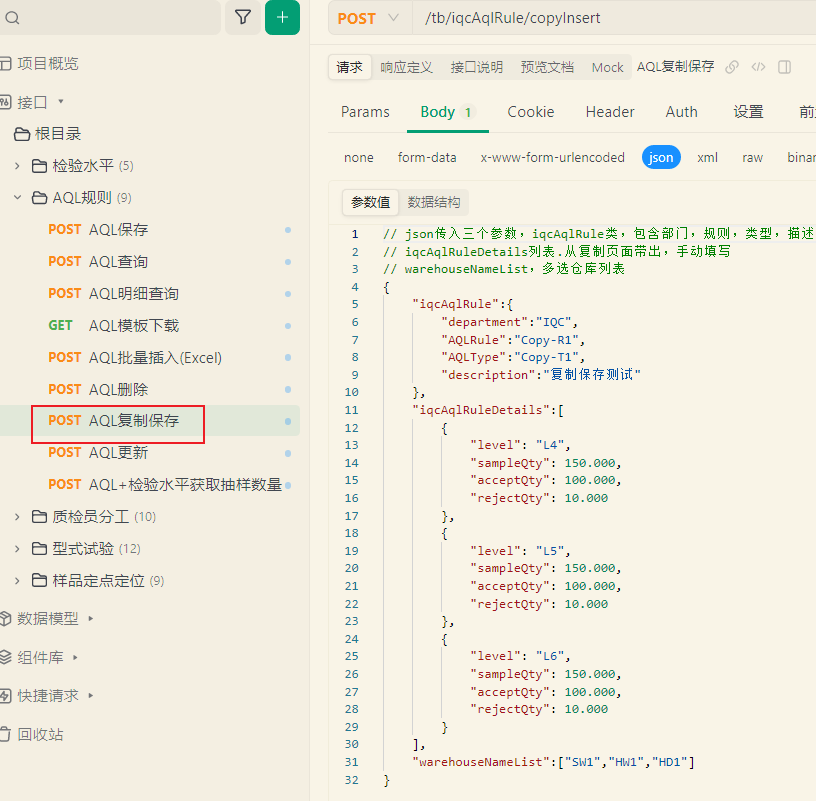 POST /tb/iqcAqlRule/copyInsert
项目概览
接口
根目录
检验水平 (5)
AQL规则 (9)
POST AQL保存
POST AQL查询
POST AQL明细查询
GET AQL模板下载
POST AQL批量插入(Excel)
POST AQL删除
POST AQL复制保存
POST AQL更新
POST AQL+检验水平获取抽样数量
质检员分工 (10)
型式试验 (12)
样品定点定位 (9)
数据模型
组件库
快捷请求
回收站
请求 响应定义 接口说明 预览文档 Mock AQL复制保存
Params Body 1 Cookie Header Auth 设置
none form-data x-www-form-urlencoded json xml raw binar
参数值 数据结构
1 // json传入三个参数，iqcAqlRule类，包含部门，规则，类型，描述
2 // iqcAqlRuleDetails列表.从复制页面带出，手动填写
3 // warehouseNameList，多选仓库列表
4 {
5 "iqcAqlRule":{
6 "department":"IQC",
7 "AQLRule":"Copy-R1",
8 "AQLType":"Copy-T1",
9 "description":"复制保存测试"
10 },
11 "iqcAqlRuleDetails":[
12 {
13 "level": "L4",
14 "sampleQty": 150.000,
15 "acceptQty": 100.000,
16 "rejectQty": 10.000
17 },
18 {
19 "level": "L5",
20 "sampleQty": 150.000,
21 "acceptQty": 100.000,
22 "rejectQty": 10.000
23 },
24 {
25 "level": "L6",
26 "sampleQty": 150.000,
27 "acceptQty": 100.000,
28 "rejectQty": 10.000
29 }
30 ],
31 "warehouseNameList":["SW1","HW1","HD1"]
32 }